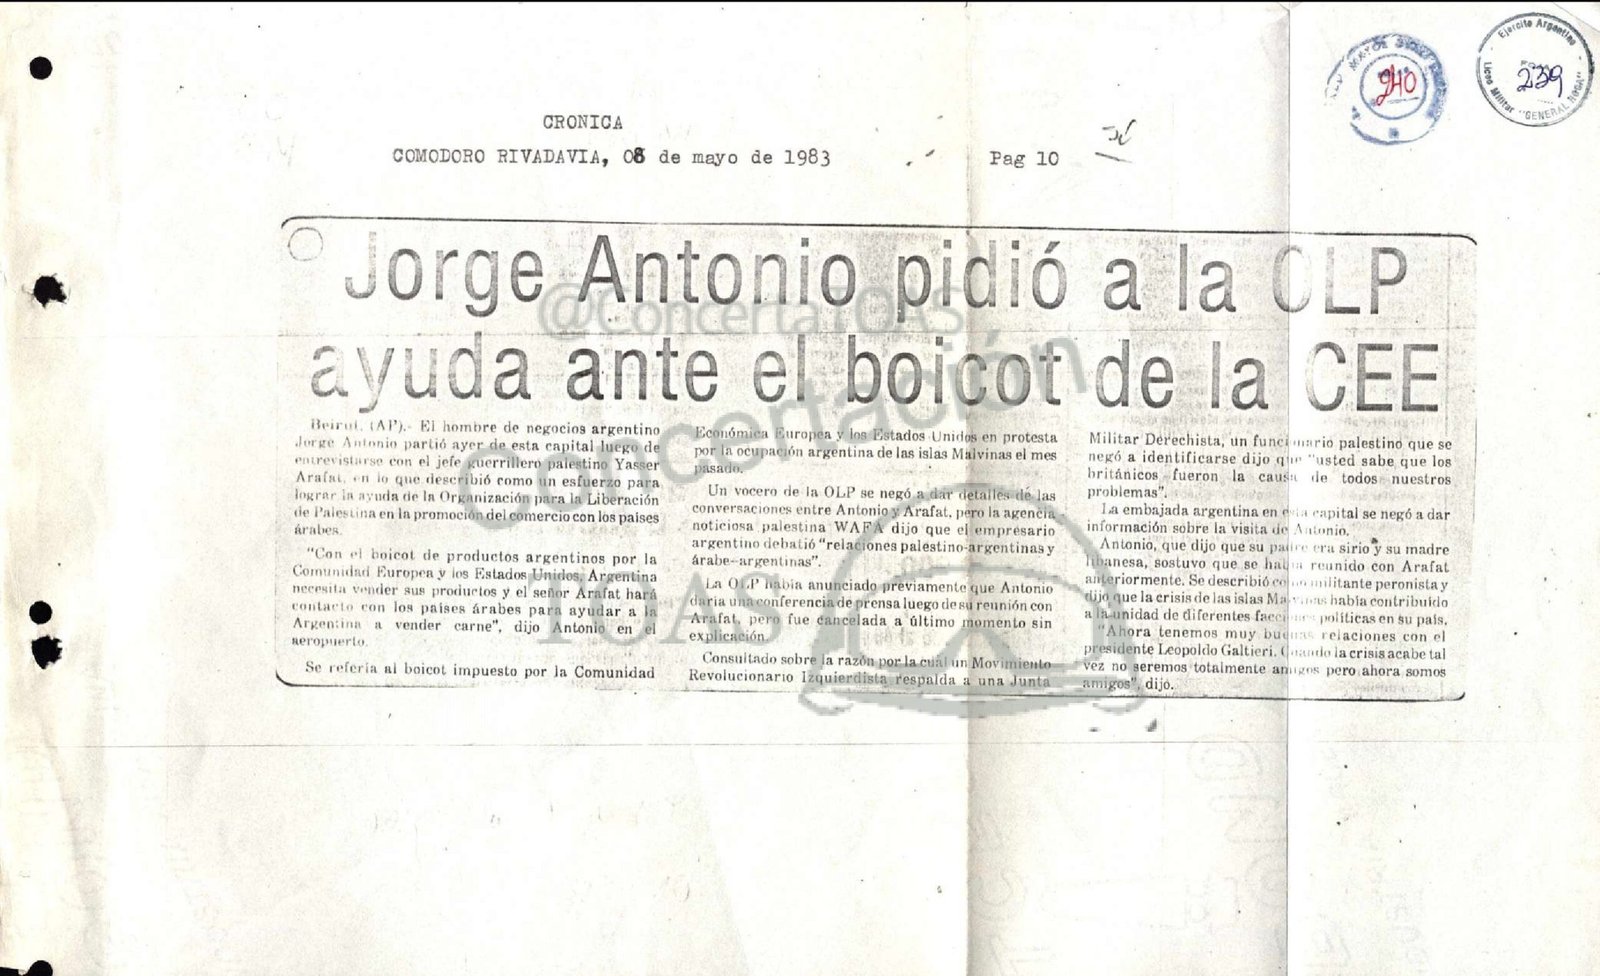 Ejercito Argentino
Liceo Militar "GENERAL ROCA"
240
239
CRONICA
COMODORO RIVADAVIA, 08 de mayo de 1983
Pag 10
Jorge Antonio pidió a la OLP
ayuda ante el boicot de la CEE
Beirut, (AP).- El hombre de negocios argentino
Jorge Antonio partió ayer de esta capital luego de
entrevistarse con el jefe guerrillero palestino Yasser
Arafat, en lo que describió como un esfuerzo para
lograr la ayuda de la Organización para la Liberación
de Palestina en la promoción del comercio con los países
árabes.
"Con el boicot de productos argentinos por la
Comunidad Europea y los Estados Unidos, Argentina
necesita vender sus productos y el señor Arafat hará
contacto con los países árabes para ayudar a la
Argentina a vender carne", dijo Antonio en el
aeropuerto.
Se refería al boicot impuesto por la Comunidad
Económica Europea y los Estados Unidos en protesta
por la ocupación argentina de las islas Malvinas el mes
pasado.
Un vocero de la OLP se negó a dar detalles de las
conversaciones entre Antonio y Arafat, pero la agencia
noticiosa palestina WAFA dijo que el empresario
argentino debatió "relaciones palestino-argentinas y
árabe-argentinas".
La OLP había anunciado previamente que Antonio
daría una conferencia de prensa luego de su reunión con
Arafat, pero fue cancelada a último momento sin
explicación.
Consultado sobre la razón por la cual un Movimiento
Revolucionario Izquierdista respalda a una Junta
Militar Derechista, un funcionario palestino que se
negó a identificarse dijo que "usted sabe que los
británicos fueron la causa de todos nuestros
problemas".
La embajada argentina en esta capital se negó a dar
información sobre la visita de Antonio.
Antonio, que dijo que su padre era sirio y su madre
libanesa, sostuvo que se había reunido con Arafat
anteriormente. Se describió como militante peronista y
dijo que la crisis de las islas Malvinas había contribuído
a la unidad de diferentes facciones políticas en su país.
"Ahora tenemos muy buenas relaciones con el
presidente Leopoldo Galtieri. Cuando la crisis acabe tal
vez no seremos totalmente amigos pero ahora somos
amigos", dijo.
@ConcertaTOAS
Concertación
TOAS